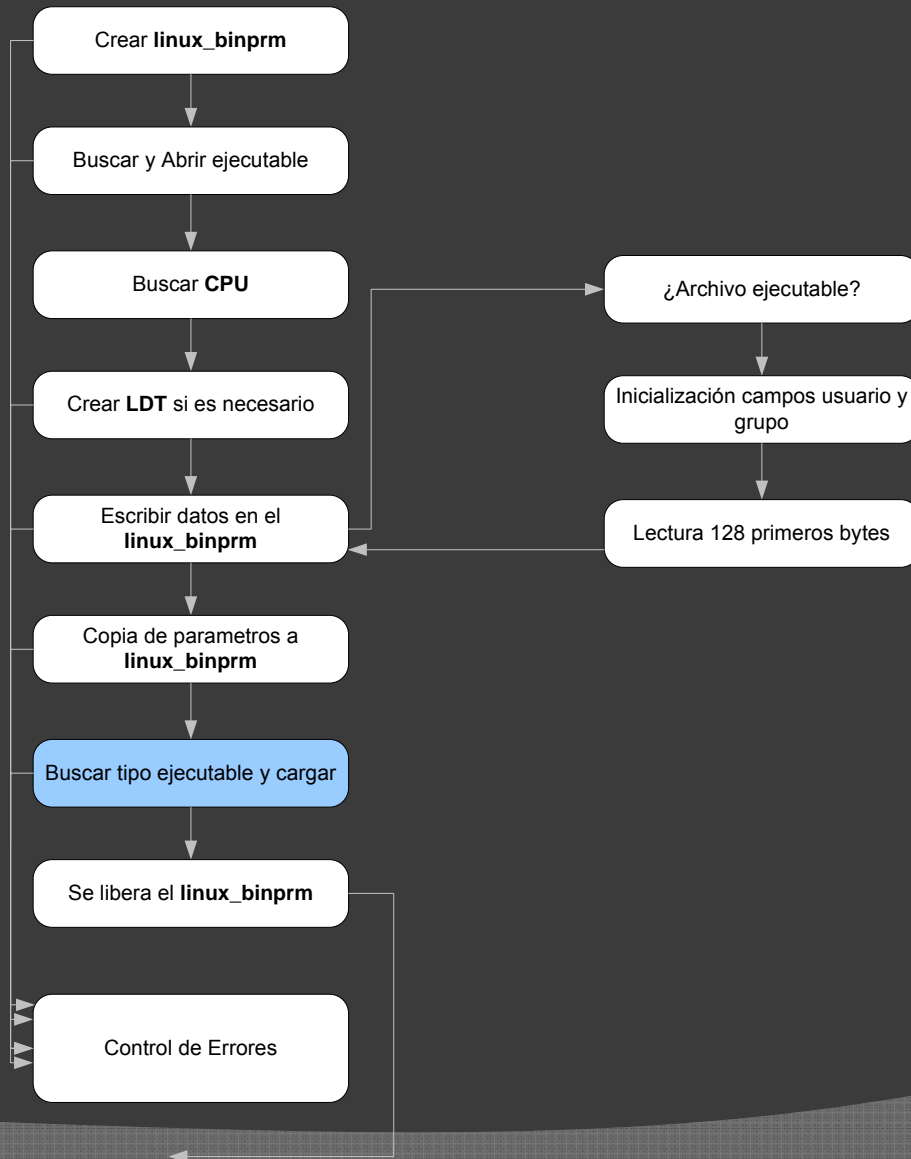 Crear linux_binprm
Buscar y Abrir ejecutable
Buscar CPU
Crear LDT si es necesario
Escribir datos en el
linux_binprm
Copia de parametros a
linux_binprm
Buscar tipo ejecutable y cargar
Se libera el linux_binprm
Control de Errores
¿Archivo ejecutable?
Inicialización campos usuario y
grupo
Lectura 128 primeros bytes